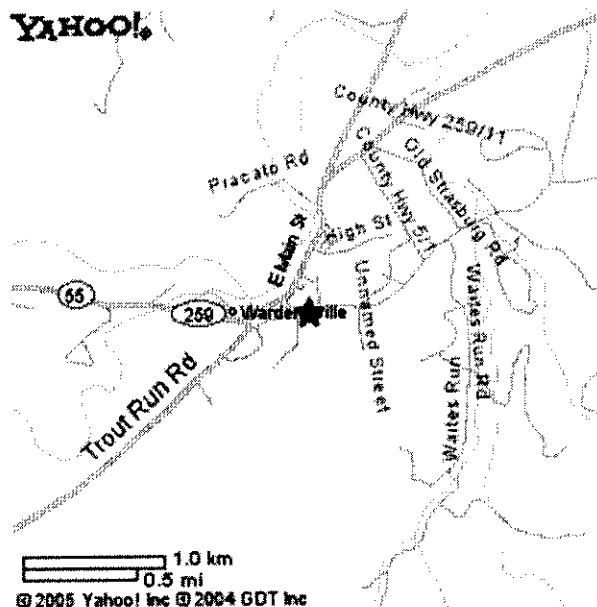 YAHOO!
County Hwy 259/11
Old Strasburg Rd
County Hwy 5/1
Piacato Rd
High St
E Main St
55
259
Wardensville
Unnamed Street
Waites Run Rd
Waites Run
Trout Run Rd
1.0 km
0.5 mi
© 2005 Yahoo! Inc © 2004 GDT Inc